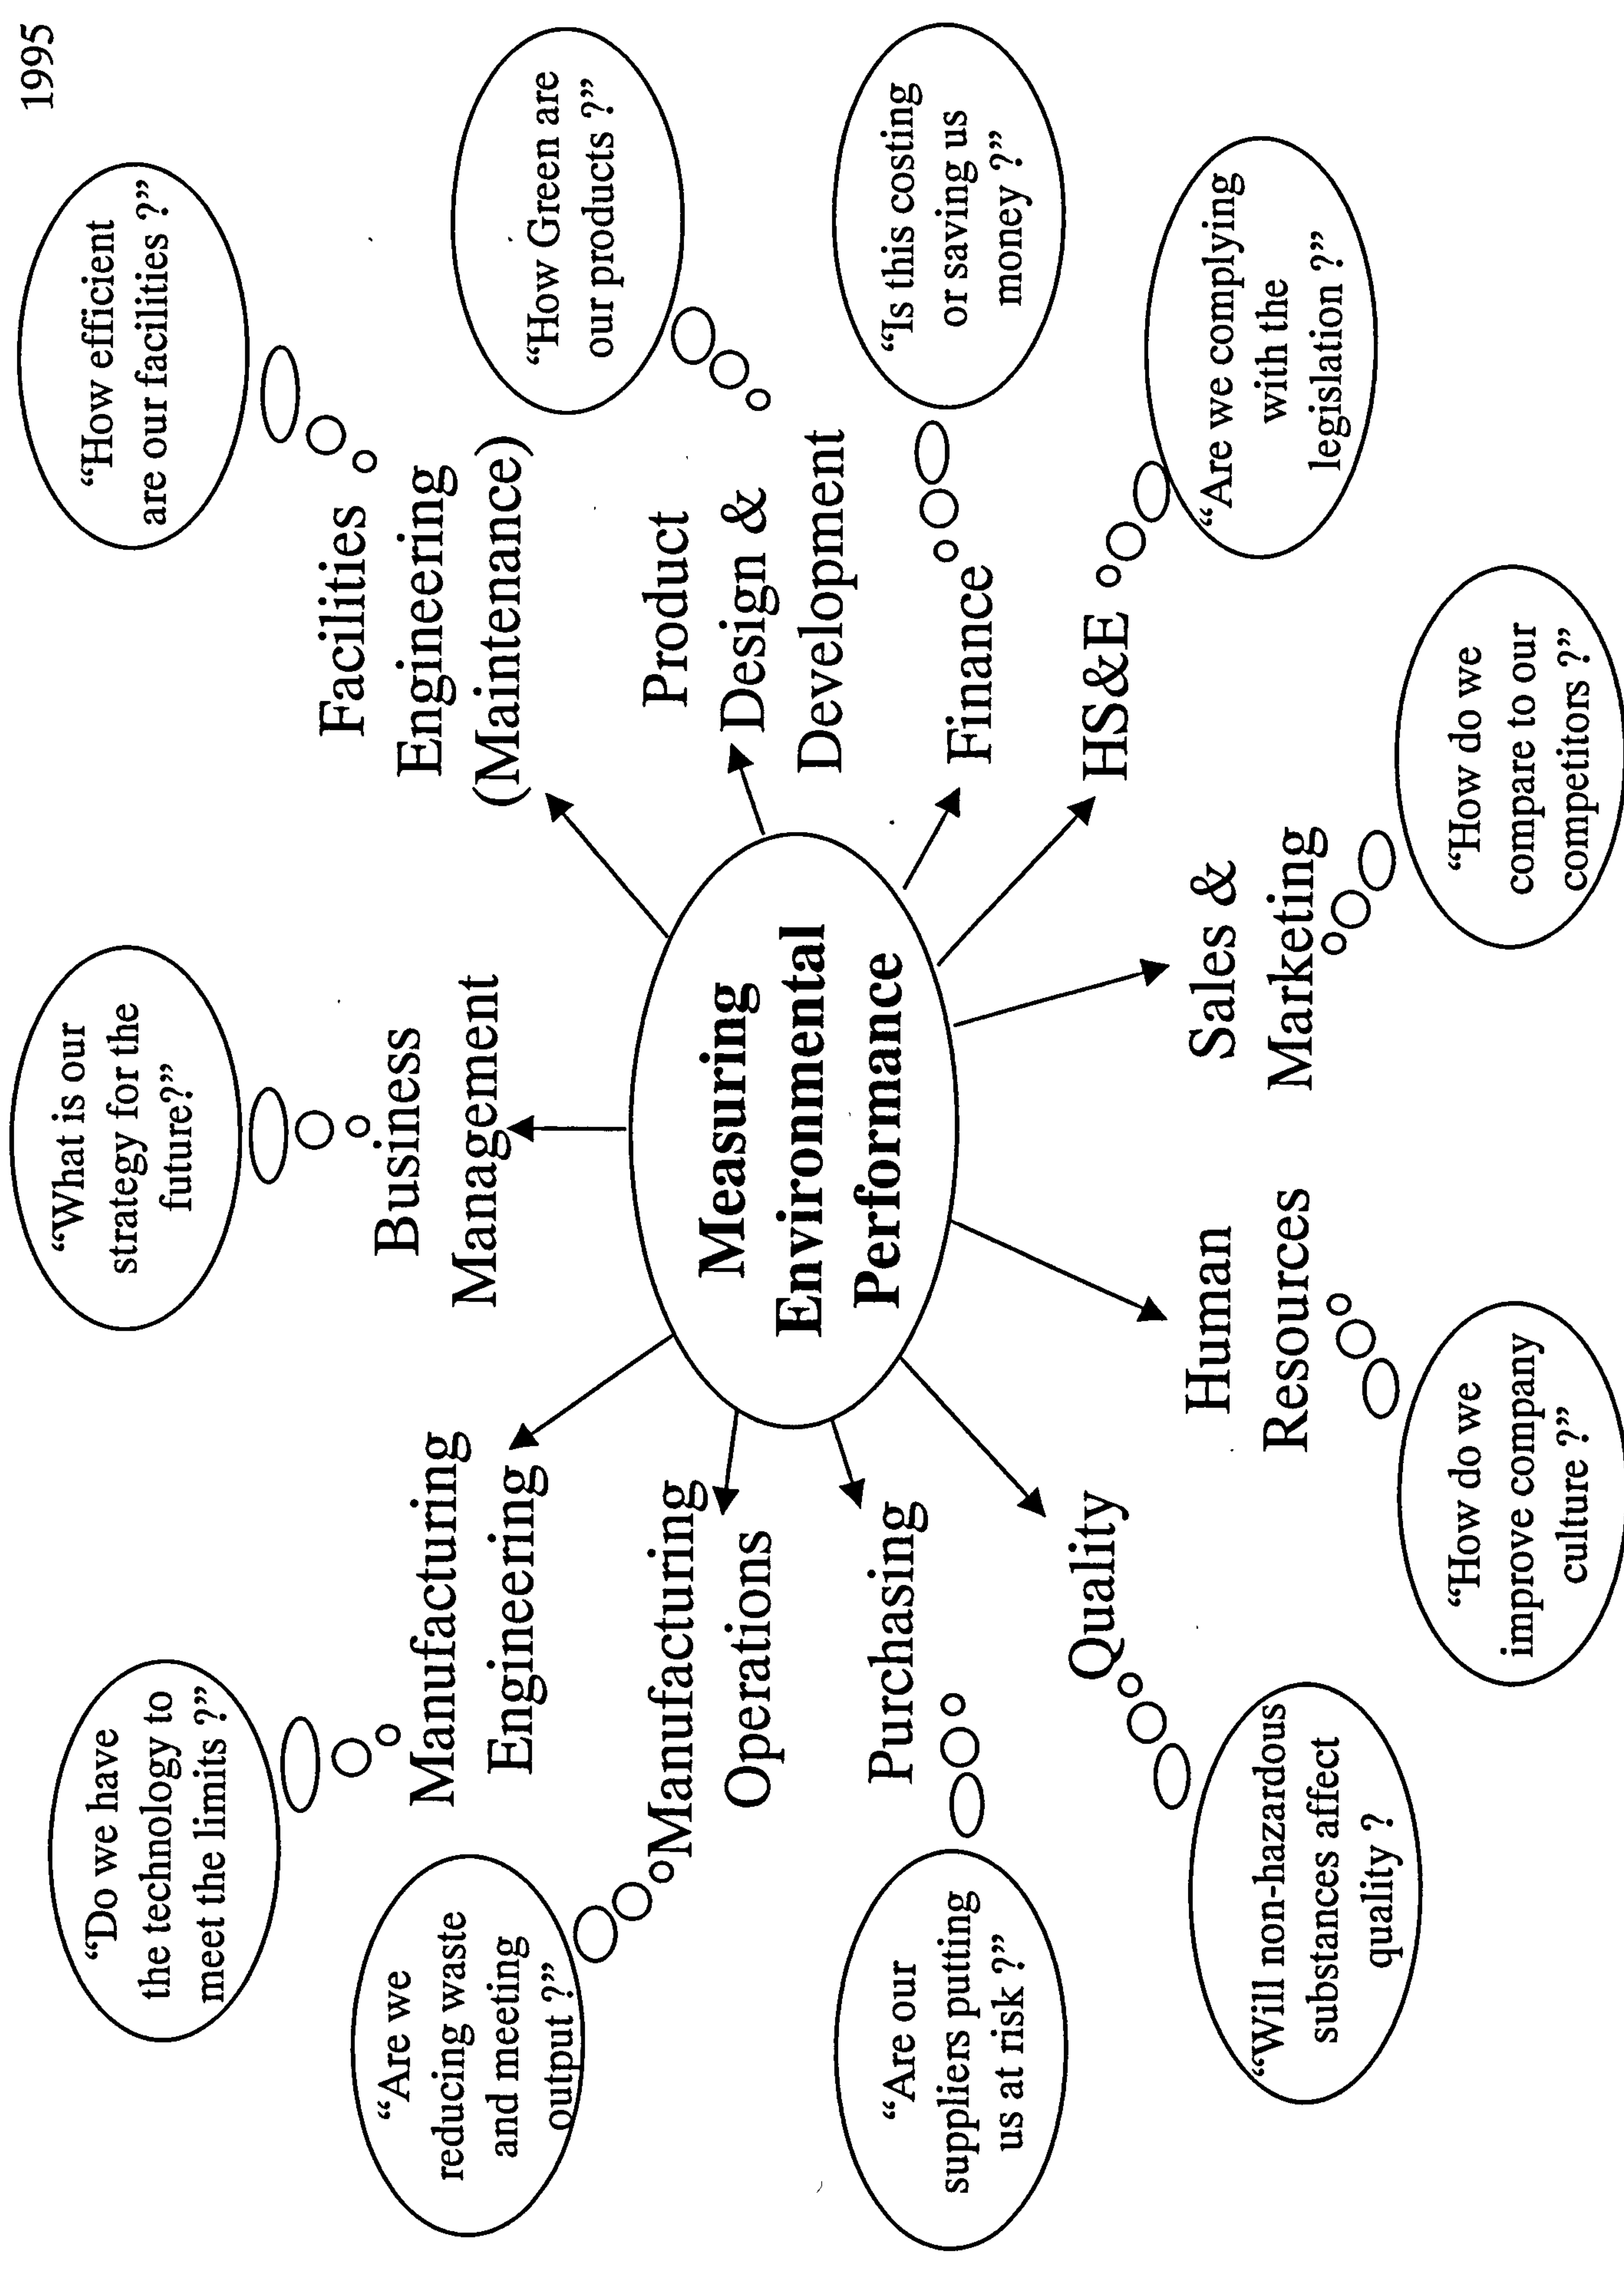 1995
“What is our
strategy for the
future?”
Business
Management
“How efficient
are our facilities ?”
Facilities
Engineering
(Maintenance)
“How Green are
our products ?”
Product
Design &
Development
“Is this costing
or saving us
money ?”
Finance
“Are we complying
with the
legislation ?”
HS&E
“How do we
compare to our
competitors ?”
Sales &
Marketing
“How do we
improve company
culture ?”
Human
Resources
“Will non-hazardous
substances affect
quality ?
Quality
“Are our
suppliers putting
us at risk ?”
Purchasing
“Are we
reducing waste
and meeting
output ?”
Manufacturing
Operations
“Do we have
the technology to
meet the limits ?”
Manufacturing
Engineering
Measuring
Environmental
Performance